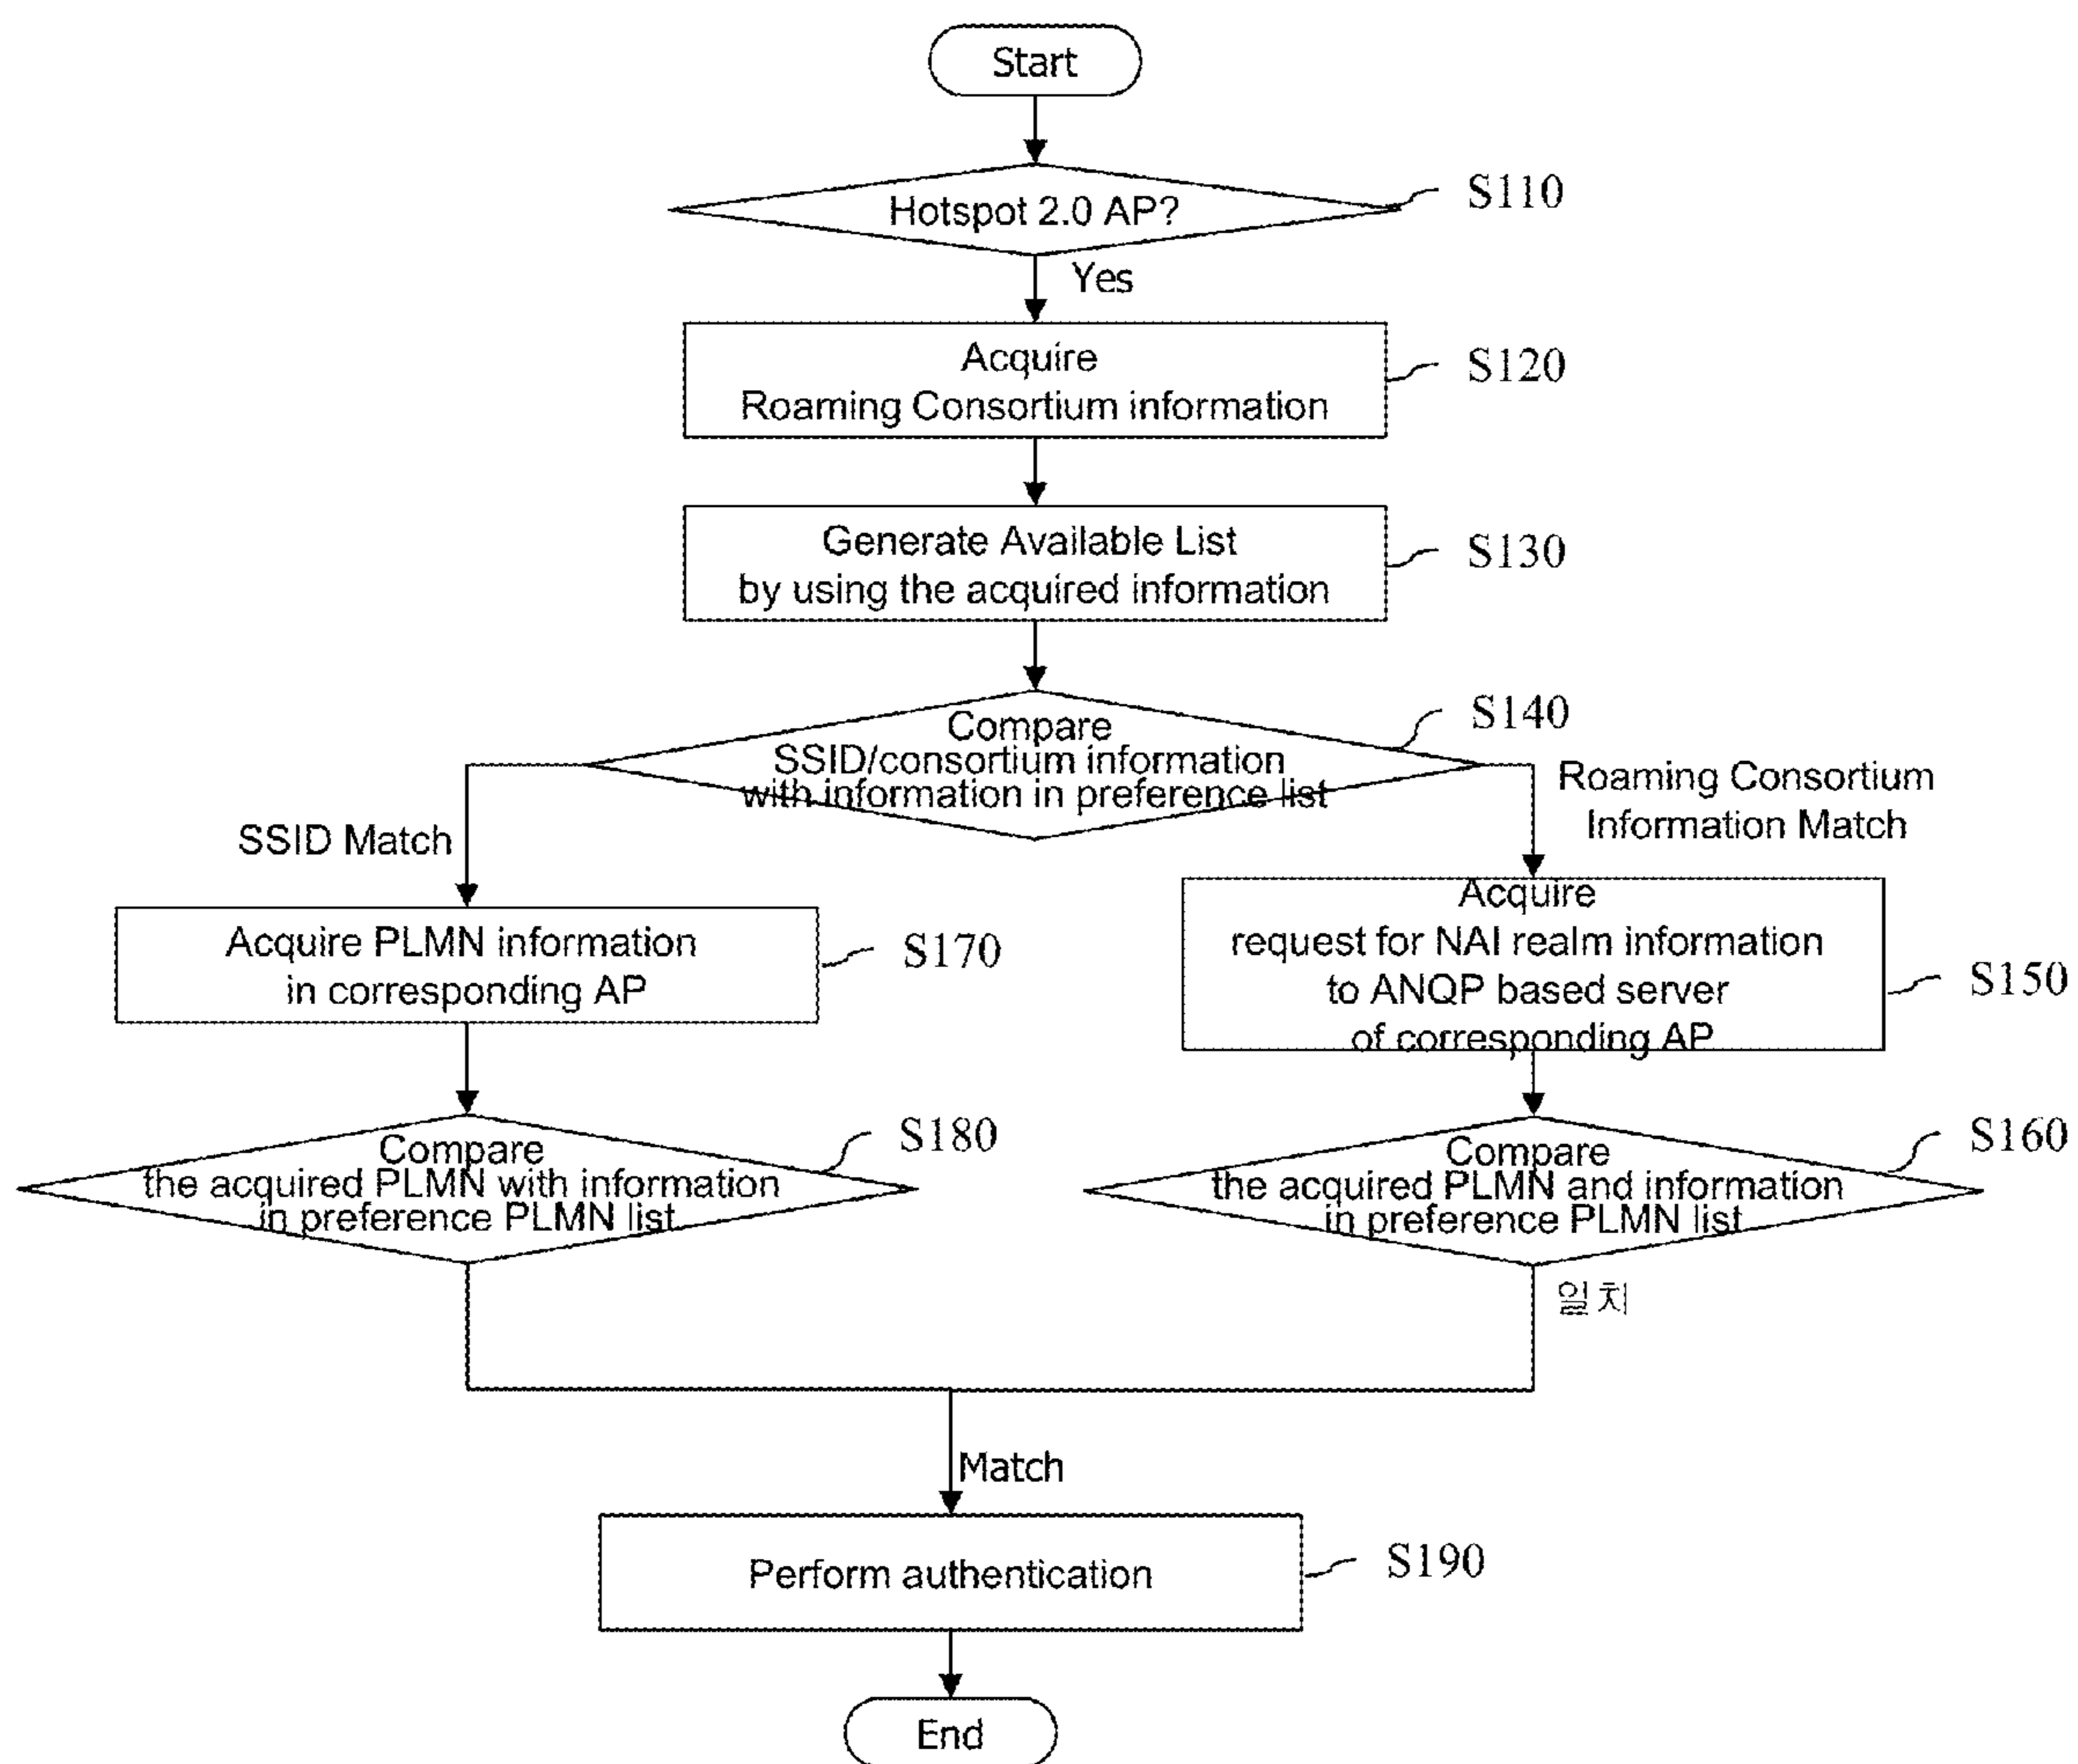 Start
Hotspot 2.0 AP?
S110
Yes
Acquire
Roaming Consortium information
S120
Generate Available List
by using the acquired information
S130
Compare
SSID/consortium information
with information in preference list
S140
SSID Match
Roaming Consortium
Information Match
Acquire PLMN information
in corresponding AP
S170
Acquire
request for NAI realm information
to ANQP based server
of corresponding AP
S150
Compare
the acquired PLMN with information
in preference PLMN list
S180
Compare
the acquired PLMN and information
in preference PLMN list
S160
일치
Match
Perform authentication
S190
End